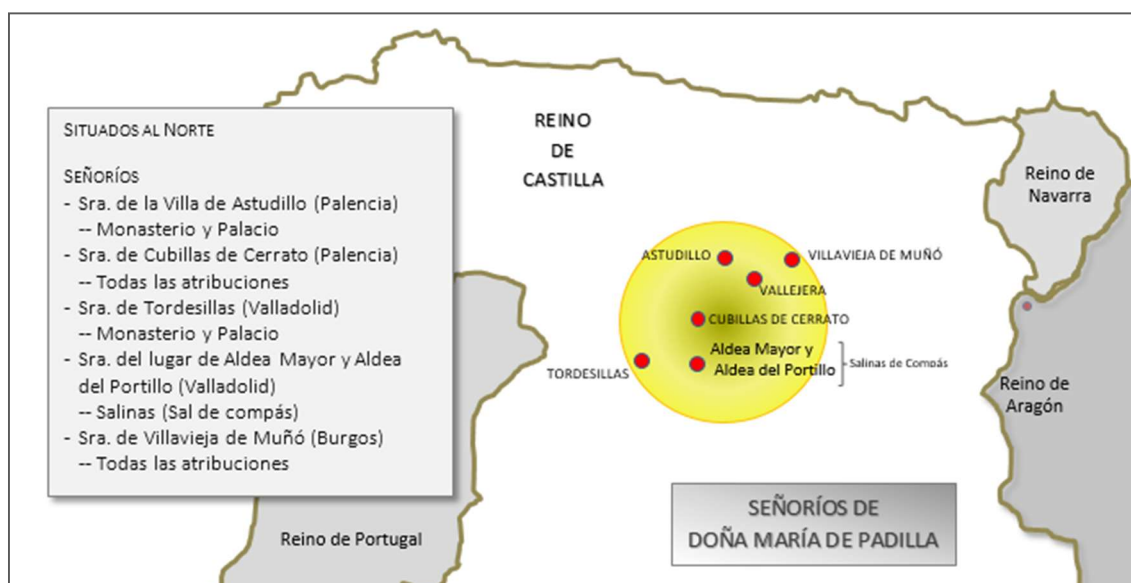 SITUADOS AL NORTE
SEÑORÍOS
- Sra. de la Villa de Astudillo (Palencia)
-- Monasterio y Palacio
- Sra. de Cubillas de Cerrato (Palencia)
-- Todas las atribuciones
- Sra. de Tordesillas (Valladolid)
-- Monasterio y Palacio
- Sra. del lugar de Aldea Mayor y Aldea
del Portillo (Valladolid)
-- Salinas (Sal de compás)
- Sra. de Villavieja de Muñó (Burgos)
-- Todas las atribuciones
REINO
DE
CASTILLA
Reino de
Navarra
ASTUDILLO
VILLAVIEJA DE MUÑÓ
VALLEJERA
CUBILLAS DE CERRATO
TORDESILLAS
Aldea Mayor y
Aldea del Portillo
Salinas de Compás
Reino de
Aragón
Reino de Portugal
SEÑORÍOS DE
DOÑA MARÍA DE PADILLA